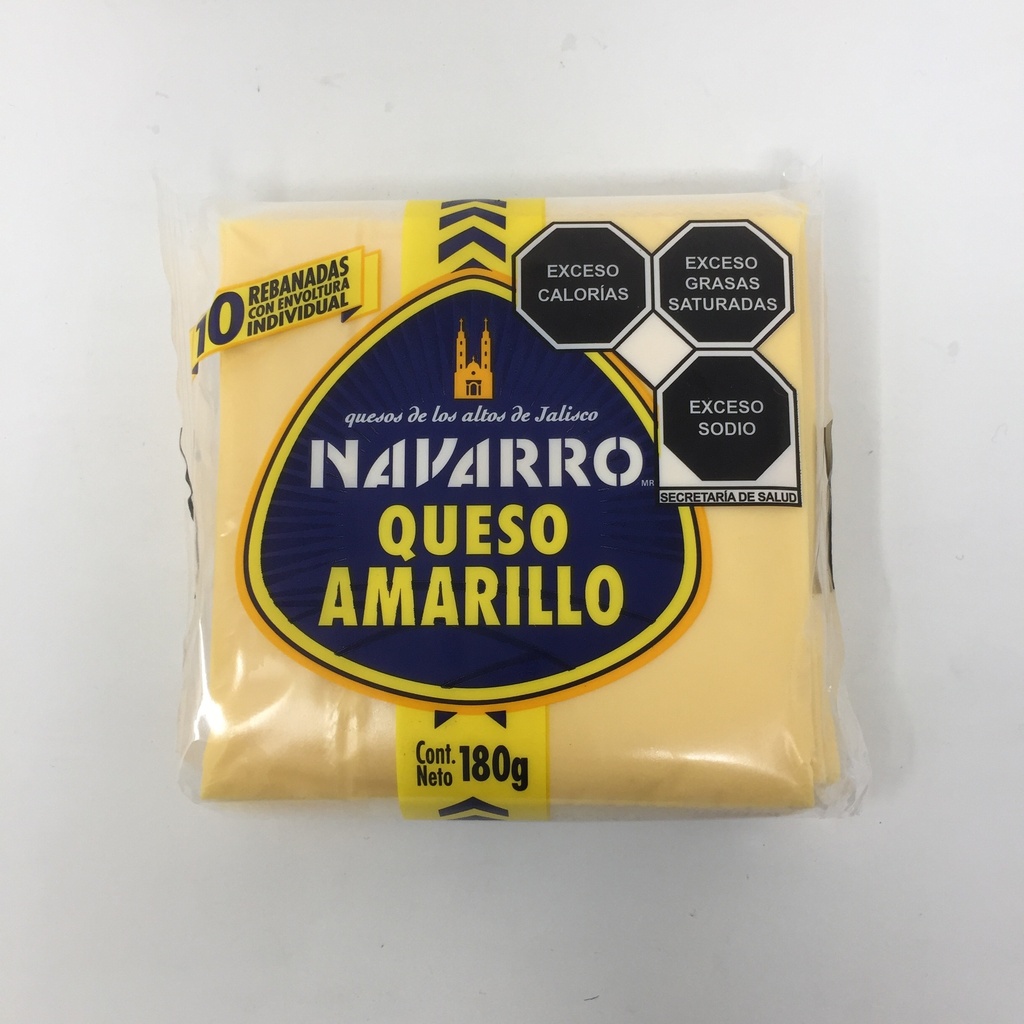 10 REBANADAS
CON ENVOLTURA
INDIVIDUAL
EXCESO
CALORÍAS
EXCESO
GRASAS
SATURADAS
EXCESO
SODIO
SECRETARÍA DE SALUD
quesos de los altos de Jalisco
NAVARRO MR
QUESO
AMARILLO
Cont.
Neto 180g